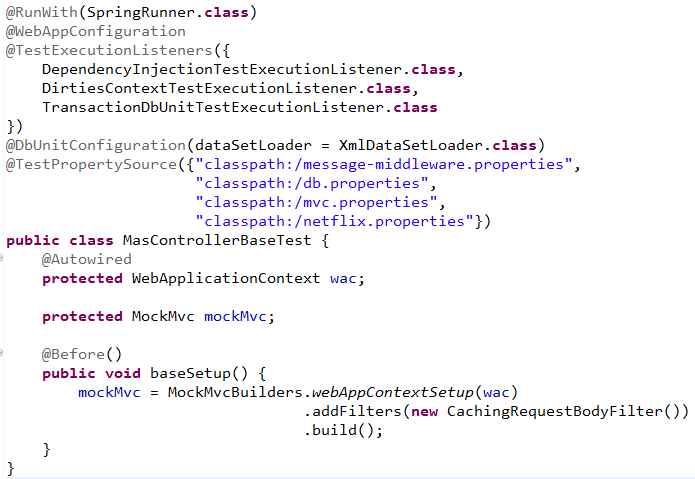 @RunWith(SpringRunner.class)
@WebAppConfiguration
@TestExecutionListeners({
    DependencyInjectionTestExecutionListener.class,
    DirtiesContextTestExecutionListener.class,
    TransactionDbUnitTestExecutionListener.class
})
@DbUnitConfiguration(dataSetLoader = XmlDataSetLoader.class)
@TestPropertySource({"classpath:/message-middleware.properties",
                     "classpath:/db.properties",
                     "classpath:/mvc.properties",
                     "classpath:/netflix.properties"})
public class MasControllerBaseTest {
    @Autowired
    protected WebApplicationContext wac;

    protected MockMvc mockMvc;

    @Before()
    public void baseSetup() {
        mockMvc = MockMvcBuilders.webAppContextSetup(wac)
                                 .addFilters(new CachingRequestBodyFilter())
                                 .build();
    }
}